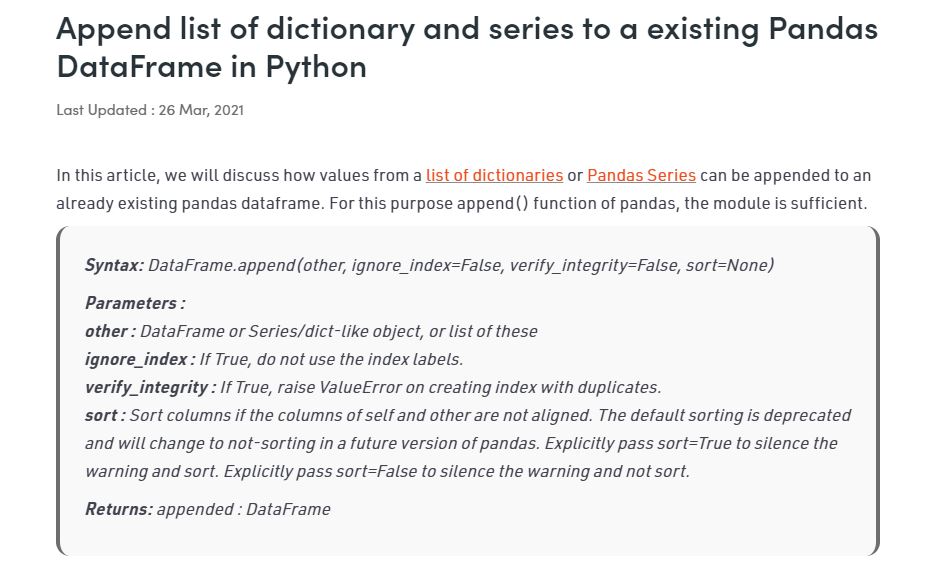 Append list of dictionary and series to a existing Pandas
DataFrame in Python
Last Updated : 26 Mar, 2021
In this article, we will discuss how values from a list of dictionaries or Pandas Series can be appended to an
already existing pandas dataframe. For this purpose append() function of pandas, the module is sufficient.
Syntax: DataFrame.append(other, ignore_index=False, verify_integrity=False, sort=None)
Parameters :
other : DataFrame or Series/dict-like object, or list of these
ignore_index : If True, do not use the index labels.
verify_integrity : If True, raise ValueError on creating index with duplicates.
sort : Sort columns if the columns of self and other are not aligned. The default sorting is deprecated
and will change to not-sorting in a future version of pandas. Explicitly pass sort=True to silence the
warning and sort. Explicitly pass sort=False to silence the warning and not sort.
Returns: appended : DataFrame